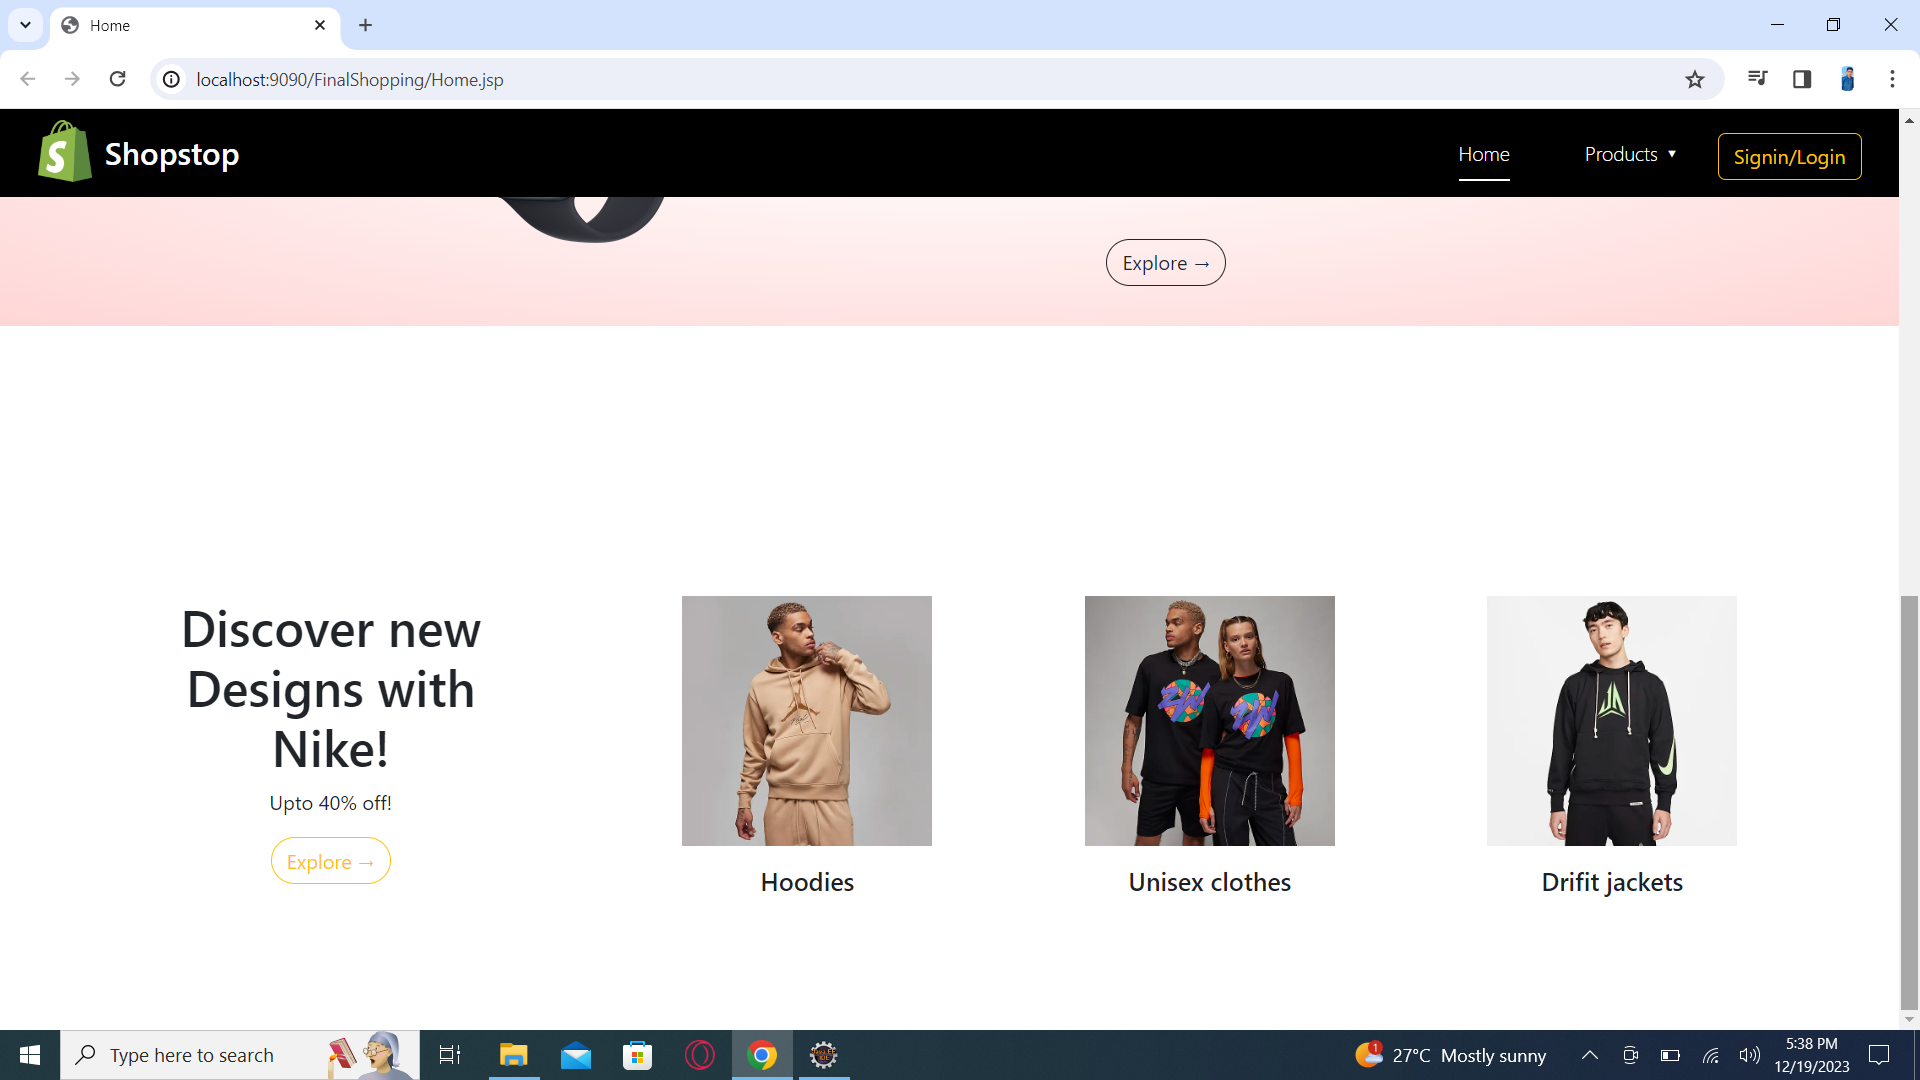 Home
localhost:9090/FinalShopping/Home.jsp
Shopstop
Home
Products ▼
Signin/Login
Explore →
Discover new
Designs with
Nike!
Upto 40% off!
Explore →
Hoodies
Unisex clothes
Drifit jackets
Type here to search
1
27°C Mostly sunny
5:38 PM
12/19/2023